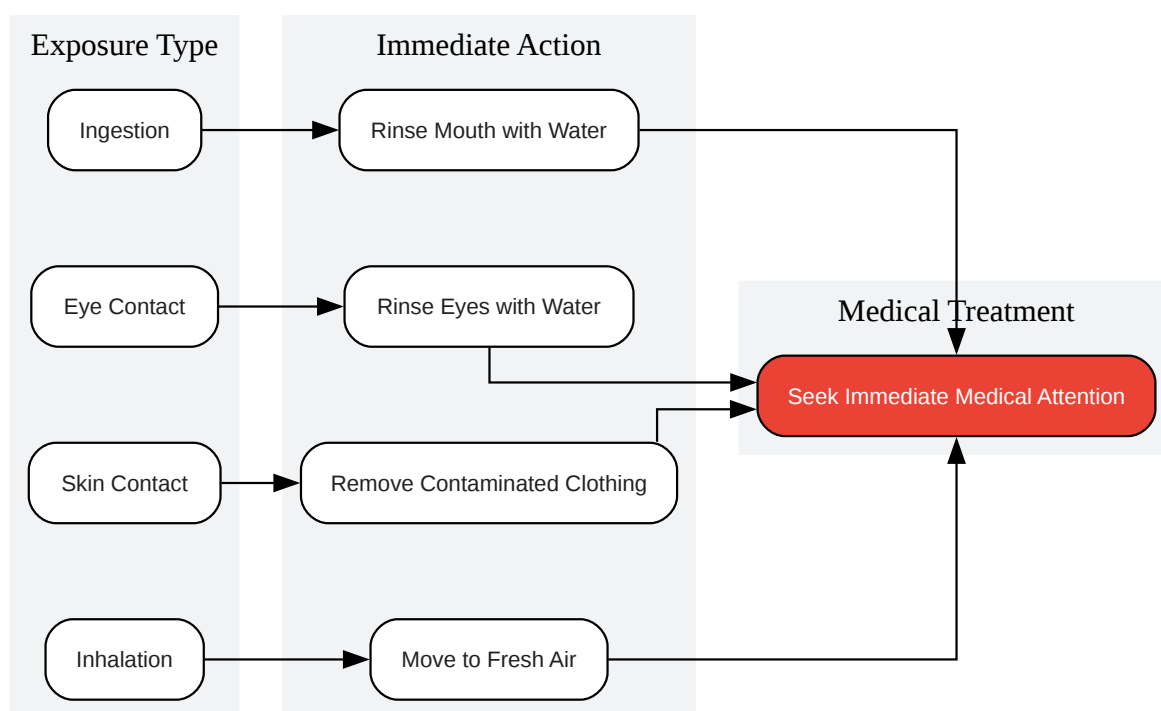 Exposure Type
Immediate Action
Ingestion
Rinse Mouth with Water
Eye Contact
Rinse Eyes with Water
Medical Treatment
Seek Immediate Medical Attention
Skin Contact
Remove Contaminated Clothing
Inhalation
Move to Fresh Air